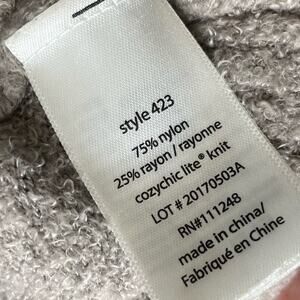 style 423
75% nylon
25% rayon / rayonne
cozychic lite® knit
LOT # 20170503A
RN#111248
made in china/
Fabriqué en Chine